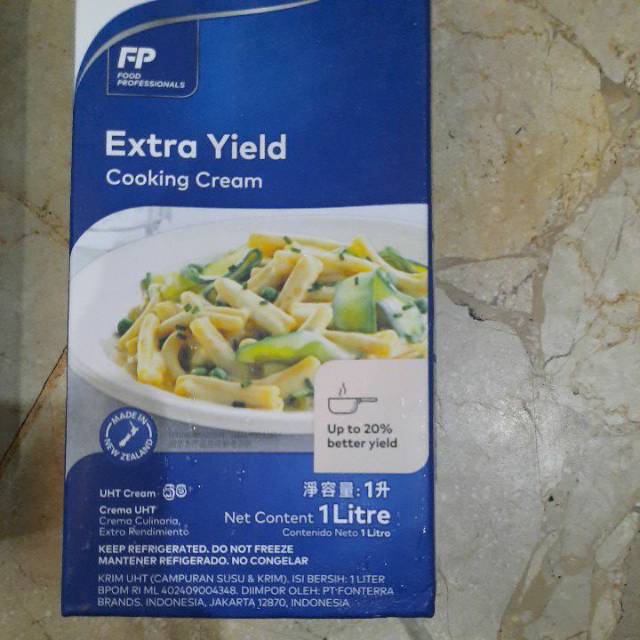 FP
FOOD
PROFESSIONALS
Extra Yield
Cooking Cream
Up to 20%
better yield
MADE IN
NEW ZEALAND
UHT Cream
Crema UHT
Crema Culinaria,
Extra Rendimiento
淨容量: 1升
Net Content 1 Litre
Contenido Neto 1 Litro
KEEP REFRIGERATED. DO NOT FREEZE
MANTENER REFRIGERADO. NO CONGELAR
KRIM UHT (CAMPURAN SUSU & KRIM). ISI BERSIH: 1 LITER
BPOM RI ML 402409004348. DIIMPOR OLEH: PT FONTERRA
BRANDS. INDONESIA, JAKARTA 12870, INDONESIA